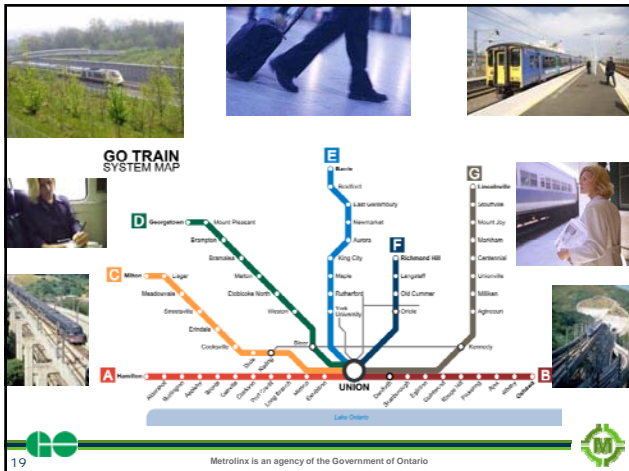 GO TRAIN
SYSTEM MAP
E
Barrie
Bradford
East Gwillimbury
Newmarket
Aurora
King City
Maple
Rutherford
York
University
G
Lincolnville
Stouffville
Mount Joy
Markham
Centennial
Unionville
Milliken
Agincourt
Kennedy
D
Georgetown
Mount Pleasant
Brampton
Bramalea
Malton
Etobicoke North
Weston
Bloor
F
Richmond Hill
Langstaff
Old Cummer
Oriole
C
Milton
Lisgar
Meadowvale
Streetsville
Erindale
Cooksville
Dixie
Kipling
A
Hamilton
Aldershot
Burlington
Appleby
Bronte
Oakville
Clarkson
Port Credit
Long Branch
Mimico
Exhibition
UNION
Danforth
Scarborough
Eglinton
Guildwood
Rouge Hill
Pickering
Ajax
Whitby
Oshawa
B
Lake Ontario
GO
19
Metrolinx is an agency of the Government of Ontario